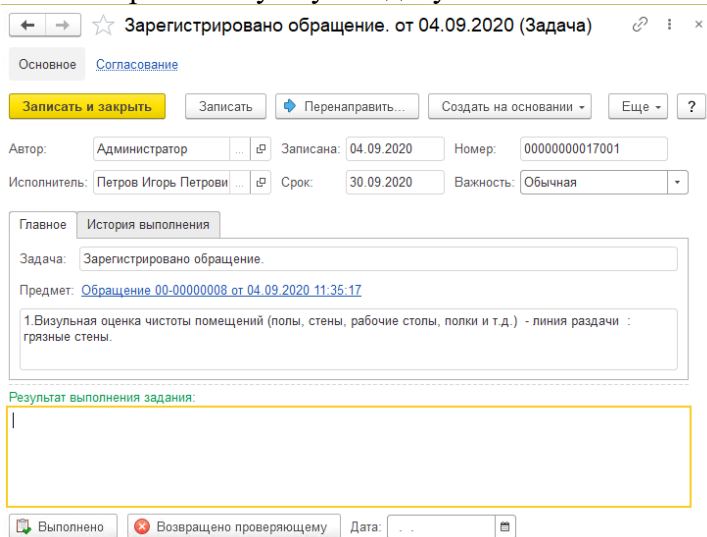 Зарегистрировано обращение. от 04.09.2020 (Задача)
Основное Согласование
Записать и закрыть Записать Перенаправить... Создать на основании Еще ?
Автор: Администратор ... Записана: 04.09.2020 Номер: 00000000017001
Исполнитель: Петров Игорь Петрови ... Срок: 30.09.2020 Важность: Обычная
Главное История выполнения
Задача: Зарегистрировано обращение.
Предмет: Обращение 00-00000008 от 04.09.2020 11:35:17
1.Визульная оценка чистоты помещений (полы, стены, рабочие столы, полки и т.д.) - линия раздачи :
грязные стены.
Результат выполнения задания:
Выполнено Возвращено проверяющему Дата: . .